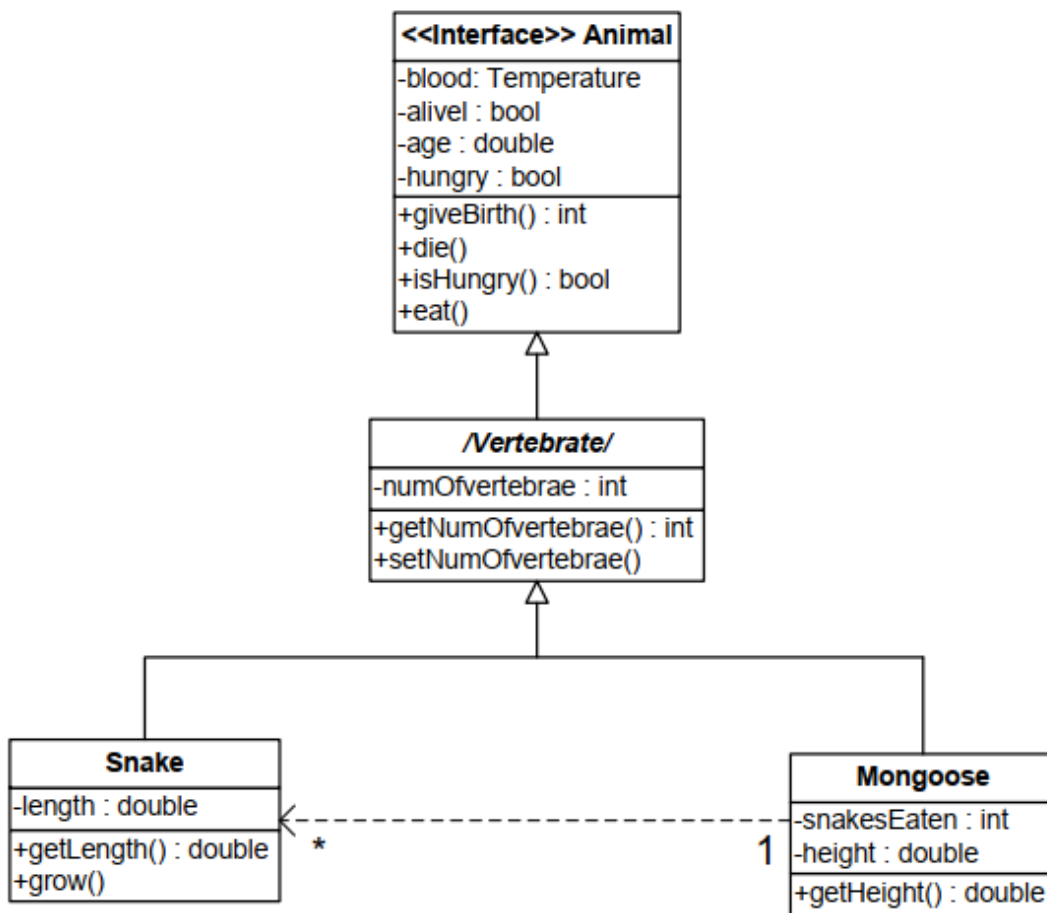 <<Interface>> Animal
-blood: Temperature
-alivel : bool
-age : double
-hungry : bool
+giveBirth() : int
+die()
+isHungry() : bool
+eat()
/Vertebrate/
-numOfvertebrae : int
+getNumOfvertebrae() : int
+setNumOfvertebrae()
Snake
-length : double
+getLength() : double
+grow()
*
1
Mongoose
-snakesEaten : int
-height : double
+getHeight() : double